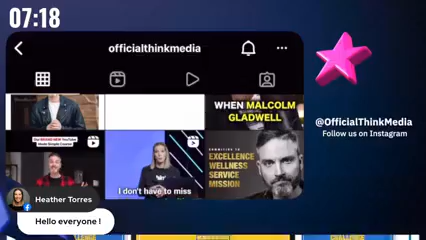 07:18
officialthinkmedia
WHEN MALCOLM
GLADWELL
I don't have to miss
COMMITTING TO
EXCELLENCE
WELLNESS
SERVICE
MISSION
@OfficialThinkMedia
Follow us on Instagram
Heather Torres
Hello everyone !